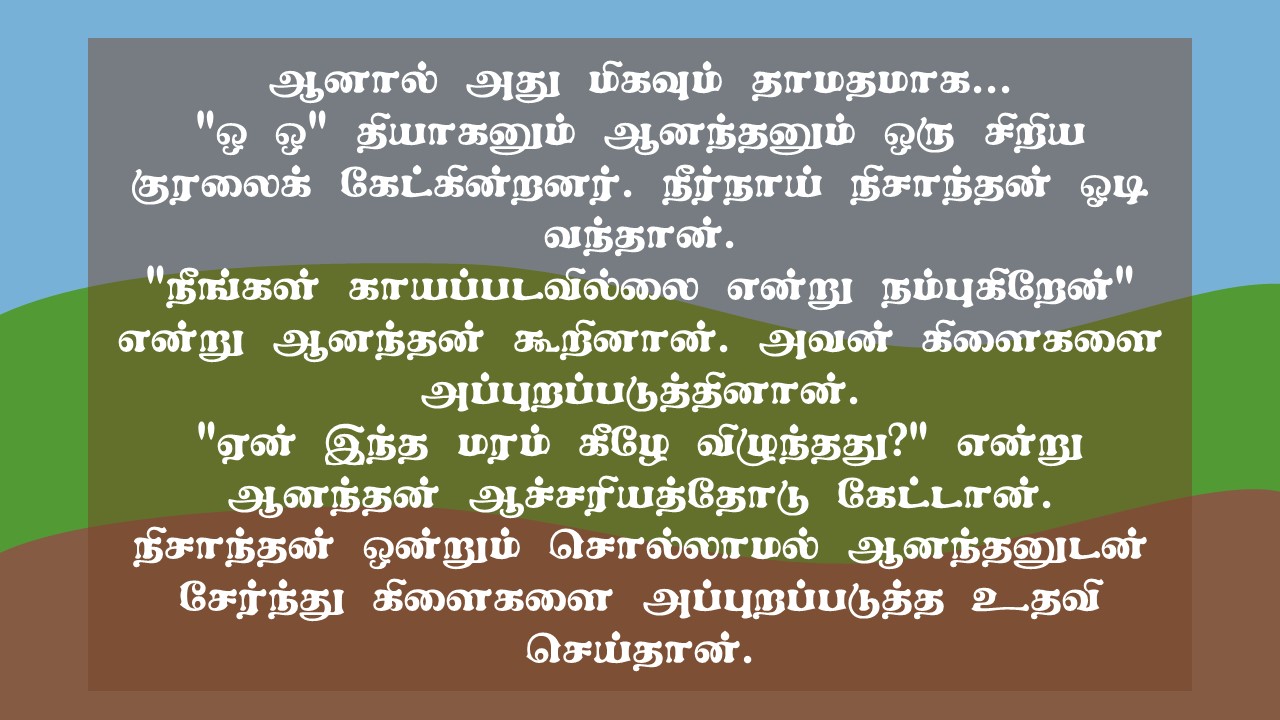 ஆனால் அது மிகவும் தாமதமாக...
"ஒ ஒ" தியாகனும் ஆனந்தனும் ஒரு சிறிய
குரலைக் கேட்கின்றனர். நீர்நாய் நிசாந்தன் ஓடி
வந்தான்.
"நீங்கள் காயப்படவில்லை என்று நம்புகிறேன்"
என்று ஆனந்தன் கூறினான். அவன் கிளைகளை
அப்புறப்படுத்தினான்.
"ஏன் இந்த மரம் கீழே விழுந்தது?" என்று
ஆனந்தன் ஆச்சரியத்தோடு கேட்டான்.
நிசாந்தன் ஒன்றும் சொல்லாமல் ஆனந்தனுடன்
சேர்ந்து கிளைகளை அப்புறப்படுத்த உதவி
செய்தான்.